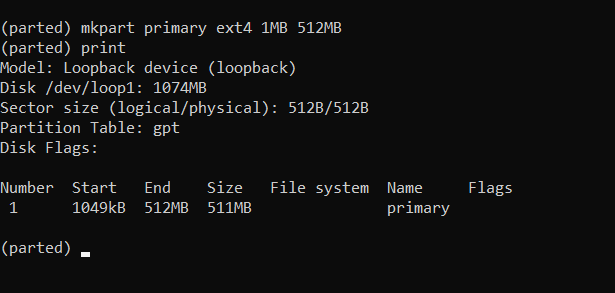 (parted) mkpart primary ext4 1MB 512MB
(parted) print
Model: Loopback device (loopback)
Disk /dev/loop1: 1074MB
Sector size (logical/physical): 512B/512B
Partition Table: gpt
Disk Flags:
Number  Start   End    Size   File system  Name     Flags
 1      1049kB  512MB  511MB               primary
(parted)